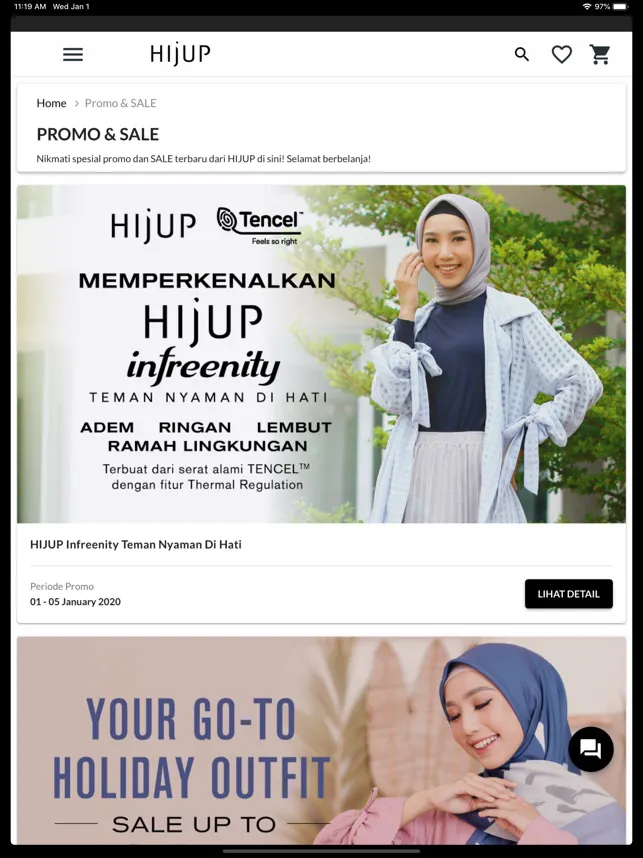 11:19 AM Wed Jan 1
97%
HIJUP
Home > Promo & SALE
PROMO & SALE
Nikmati spesial promo dan SALE terbaru dari HIJUP di sini! Selamat berbelanja!
HIJUP Tencel™
Feels so right
MEMPERKENALKAN
HIJUP
infreenity
TEMAN NYAMAN DI HATI
ADEM RINGAN LEMBUT
RAMAH LINGKUNGAN
Terbuat dari serat alami TENCEL™
dengan fitur Thermal Regulation
HIJUP Infreenity Teman Nyaman Di Hati
Periode Promo
01 - 05 January 2020
LIHAT DETAIL
YOUR GO-TO
HOLIDAY OUTFIT
SALE UP TO